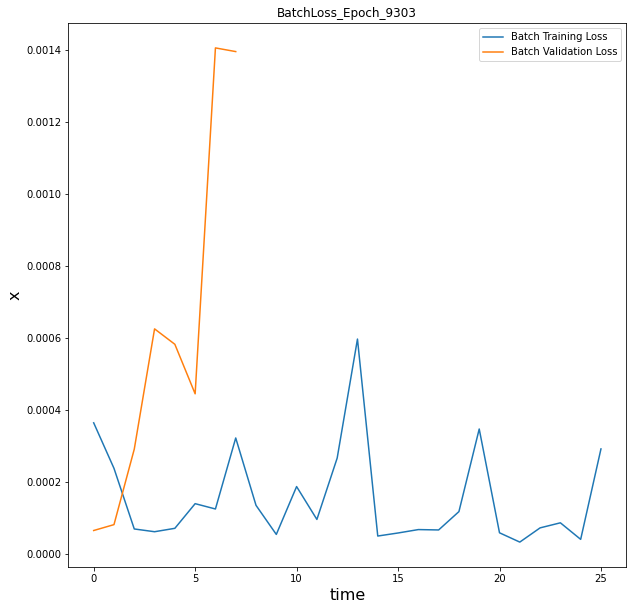 BatchLoss_Epoch_9303
Batch Training Loss
Batch Validation Loss
0.0014
0.0012
0.0010
0.0008
0.0006
0.0004
0.0002
0.0000
x
0 5 10 15 20 25
time